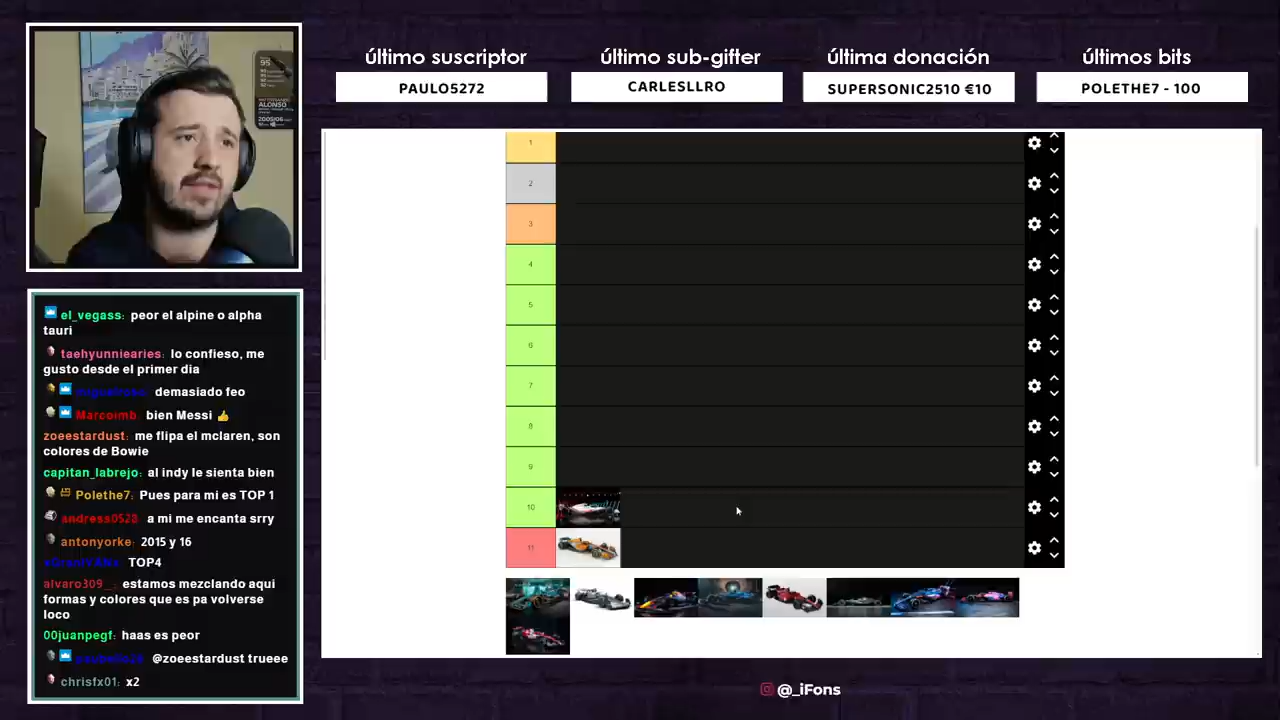 último suscriptor
último sub-gifter
última donación
últimos bits
PAULO5272
CARLESLLRO
SUPERSONIC2510 €10
POLETHE7 - 100
95
ALONSO
el_vegass: peor el alpine o alpha
tauri
taehyunniearies: lo confieso, me
gusto desde el primer dia
demasiado feo
Marcoimb: bien Messi 👍
zoeestardust: me flipa el mclaren, son
colores de Bowie
capitan_labrejo: al indy le sienta bien
Polethe7: Pues para mi es TOP 1
andress0528: a mi me encanta srry
antonyorke: 2015 y 16
TOP4
alvaro309__: estamos mezclando aqui
formas y colores que es pa volverse
loco
00juanpegf: haas es peor
@zoeestardust trueee
chrisfx01: x2
1
2
3
4
5
6
7
8
9
10
11
@_iFons